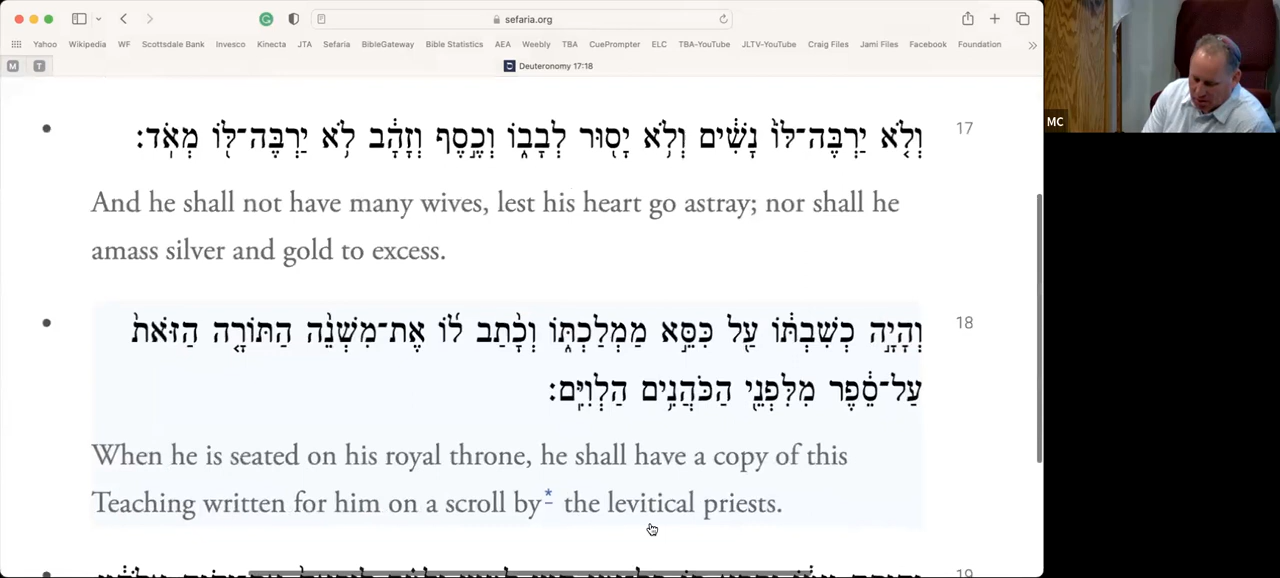 sefaria.org
Yahoo Wikipedia WF Scottsdale Bank Invesco Kinecta JTA Sefaria BibleGateway Bible Statistics AEA Weebly TBA CuePrompter ELC TBA-YouTube JLTV-YouTube Craig Files Jami Files Facebook Foundation
M T Deuteronomy 17:18
MC
17 וְלֹ֤א יַרְבֶּה־לּוֹ֙ נָשִׁ֔ים וְלֹ֥א יָס֖וּר לְבָב֑וֹ וְכֶ֣סֶף וְזָהָ֔ב לֹ֥א יַרְבֶּה־לּ֖וֹ מְאֹֽד׃
And he shall not have many wives, lest his heart go astray; nor shall he
amass silver and gold to excess.
18 וְהָיָ֣ה כְשִׁבְתּ֔וֹ עַ֖ל כִּסֵּ֣א מַמְלַכְתּ֑וֹ וְכָ֨תַב ל֜וֹ אֶת־מִשְׁנֵ֨ה הַתּוֹרָ֤ה הַזֹּאת֙
עַל־סֵ֔פֶר מִלִּפְנֵ֖י הַכֹּהֲנִ֥ים הַלְוִיִּֽם׃
When he is seated on his royal throne, he shall have a copy of this
Teaching written for him on a scroll by* the levitical priests.
19